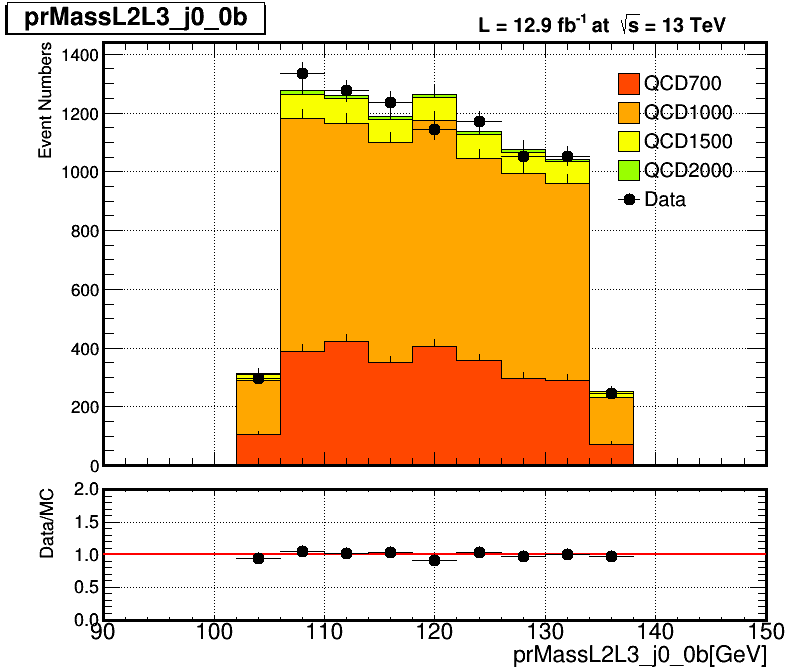 prMassL2L3_j0_0b
L = 12.9 fb-1 at √s = 13 TeV
Event Numbers
1400
1200
1000
800
600
400
200
0
QCD700
QCD1000
QCD1500
QCD2000
Data
Data/MC
2.0
1.5
1.0
0.5
0.0
90 100 110 120 130 140 150
prMassL2L3_j0_0b[GeV]